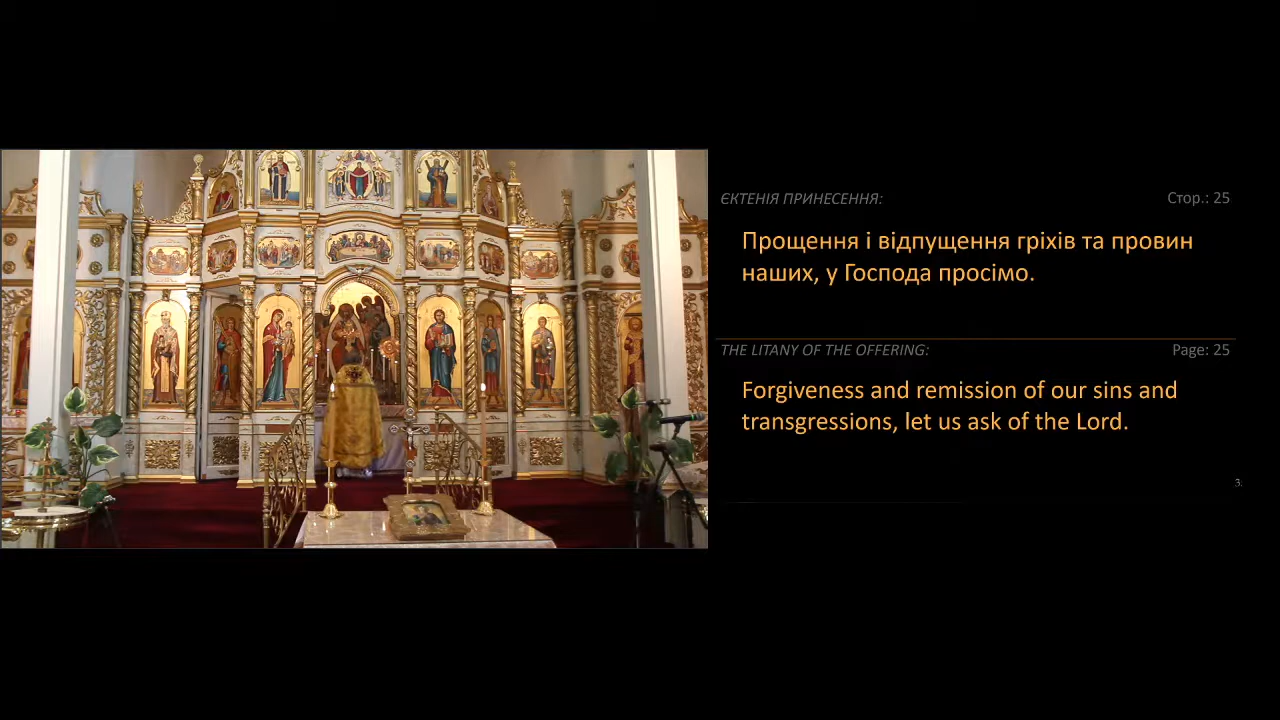 ЄКТЕНІЯ ПРИНЕСЕННЯ: Стор.: 25
Прощення і відпущення гріхів та провин
наших, у Господа просімо.
THE LITANY OF THE OFFERING: Page: 25
Forgiveness and remission of our sins and
transgressions, let us ask of the Lord.
3.